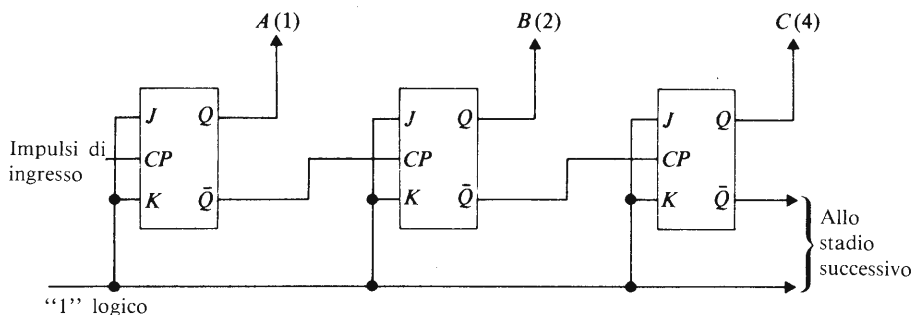 A (1)
B (2)
C (4)
J
Q
J
Q
J
Q
Impulsi di
ingresso
CP
CP
CP
K
Q̄
K
Q̄
K
Q̄
Allo
stadio
successivo
“1” logico